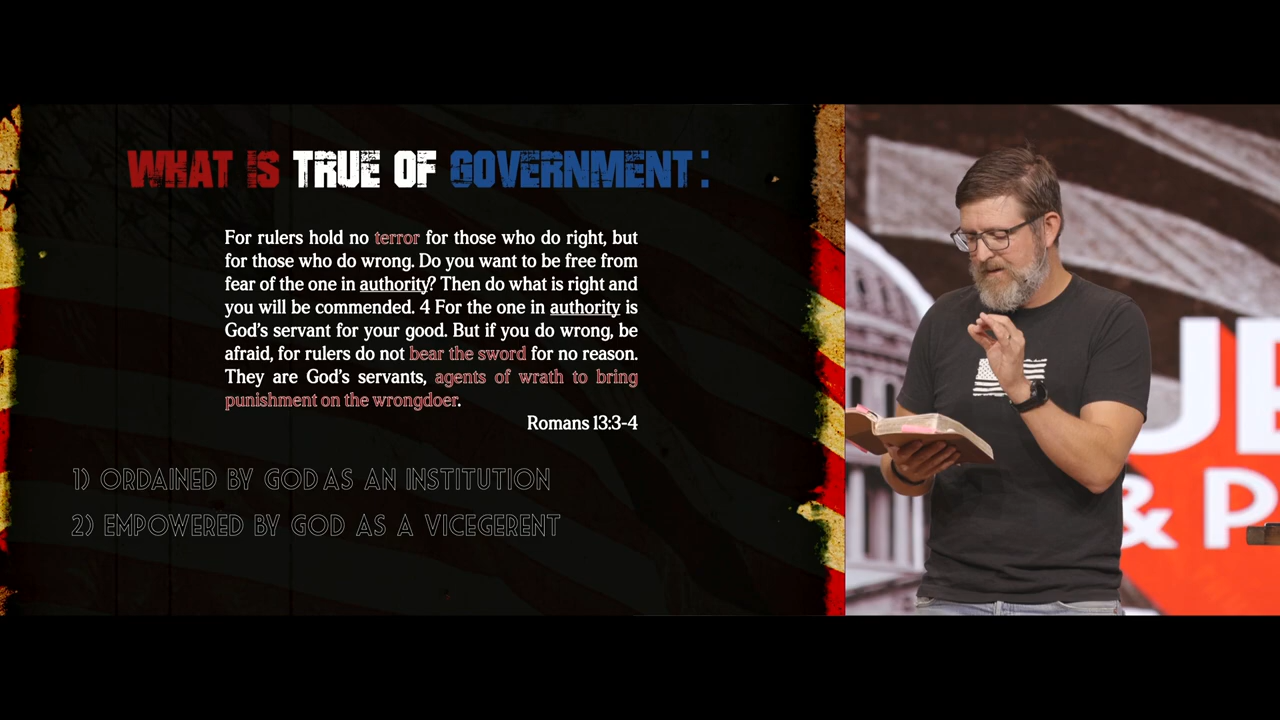 WHAT IS TRUE OF GOVERNMENT:
For rulers hold no terror for those who do right, but
for those who do wrong. Do you want to be free from
fear of the one in authority? Then do what is right and
you will be commended. 4 For the one in authority is
God's servant for your good. But if you do wrong, be
afraid, for rulers do not bear the sword for no reason.
They are God's servants, agents of wrath to bring
punishment on the wrongdoer.
Romans 13:3-4
1) ORDAINED BY GOD AS AN INSTITUTION
2) EMPOWERED BY GOD AS A VICEGERENT
& P